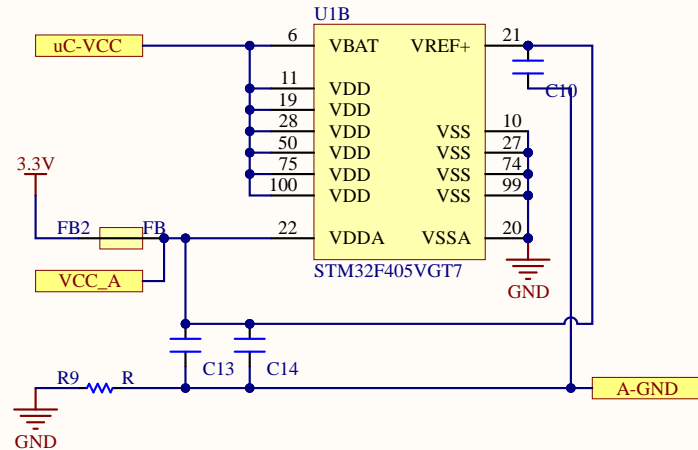 U1B
uC-VCC
6 VBAT VREF+ 21
C10
11 VDD
19 VDD
28 VDD VSS 10
50 VDD VSS 27
75 VDD VSS 74
100 VDD VSS 99
3.3V
FB2 FB
22 VDDA VSSA 20
VCC_A
STM32F405VGT7
GND
C13 C14
R9 R
A-GND
GND